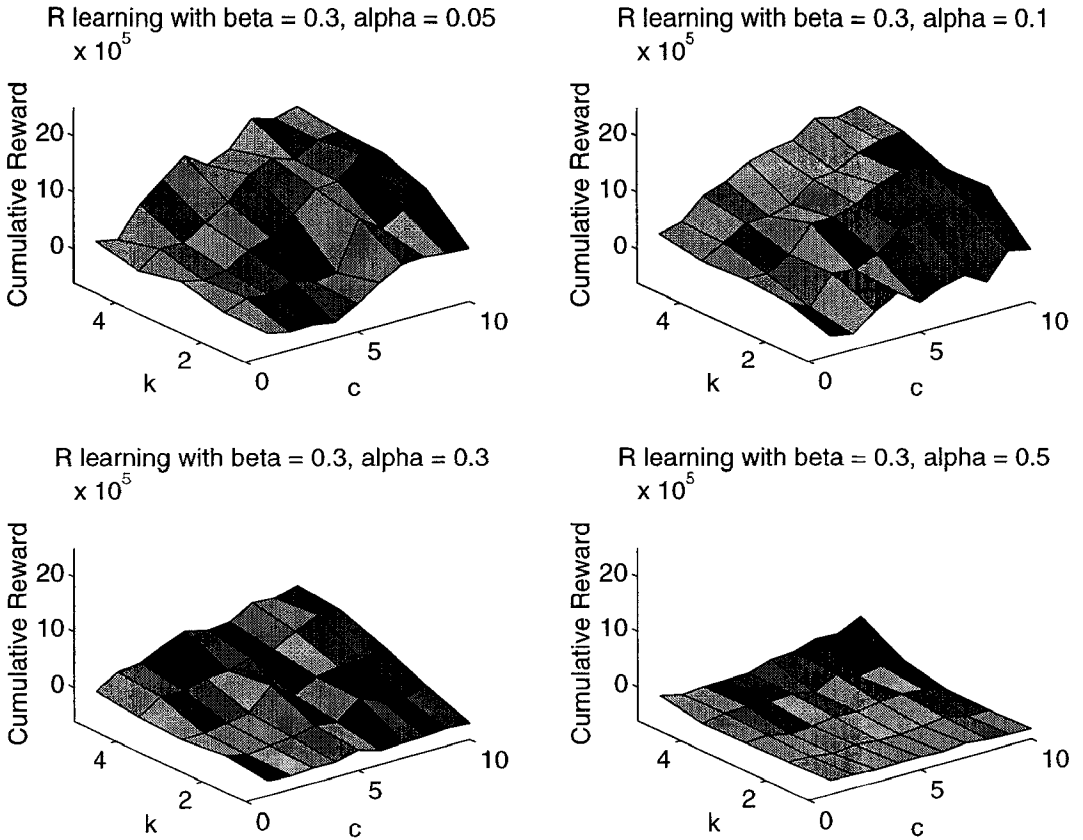 R learning with beta = 0.3, alpha = 0.05
x 10^5
Cumulative Reward
20
10
0
4
2
k
0
5
10
c
R learning with beta = 0.3, alpha = 0.1
x 10^5
Cumulative Reward
20
10
0
4
2
k
0
5
10
c
R learning with beta = 0.3, alpha = 0.3
x 10^5
Cumulative Reward
20
10
0
4
2
k
0
5
10
c
R learning with beta = 0.3, alpha = 0.5
x 10^5
Cumulative Reward
20
10
0
4
2
k
0
5
10
c